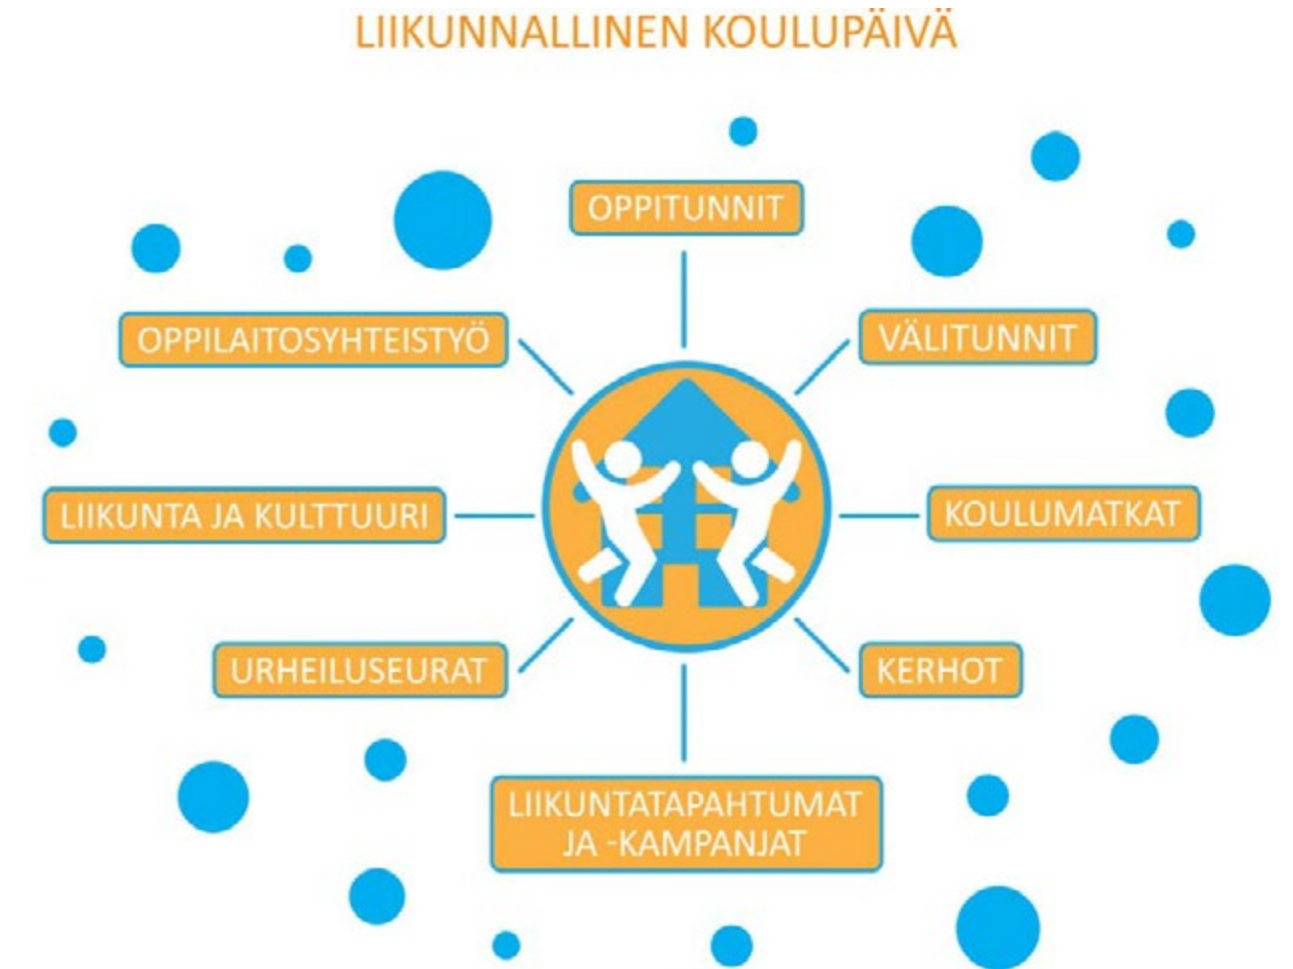 LIIKUNNALLINEN KOULUPÄIVÄ
OPPITUNNIT
OPPILAITOSYHTEISTYÖ
VÄLITUNNIT
LIIKUNTA JA KULTTUURI
KOULUMATKAT
URHEILUSEURAT
KERHOT
LIIKUNTATAPAHTUMAT
JA -KAMPANJAT